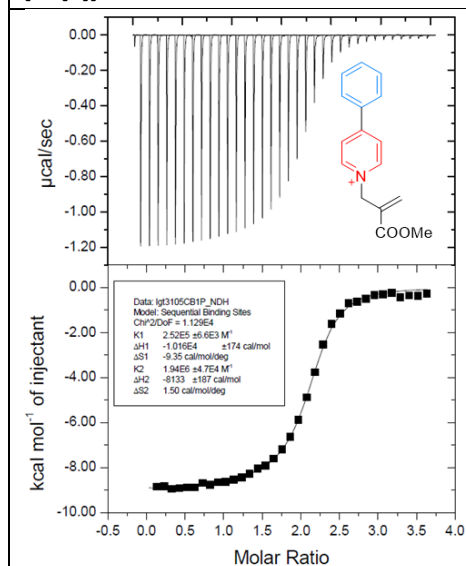 0.00
-0.20
-0.40
-0.60
-0.80
-1.00
-1.20
µcal/sec
N
+
COOMe
0.00
-2.00
-4.00
-6.00
-8.00
-10.00
kcal mol⁻¹ of injectant
Data: lgt3105CB1P_NDH
Model: Sequential Binding Sites
Chi^2/DoF = 1.129E4
K1 2.52E5 ±6.6E3 M⁻¹
ΔH1 -1.016E4 ±174 cal/mol
ΔS1 -9.35 cal/mol/deg
K2 1.94E6 ±4.7E4 M⁻¹
ΔH2 -8133 ±187 cal/mol
ΔS2 1.50 cal/mol/deg
-0.5 0.0 0.5 1.0 1.5 2.0 2.5 3.0 3.5 4.0
Molar Ratio